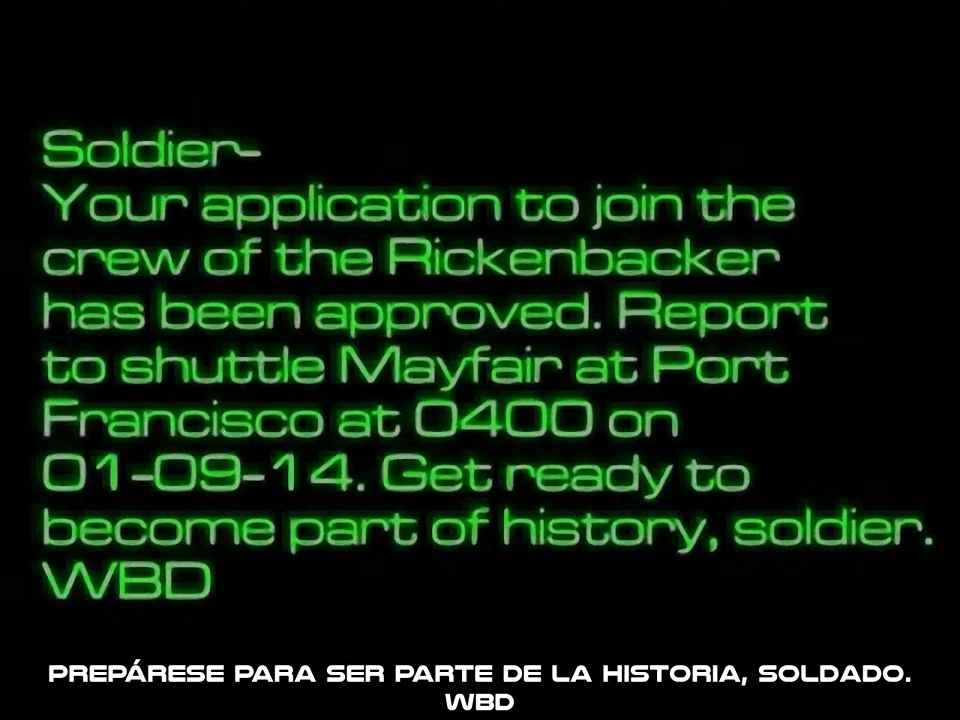 Soldier-
Your application to join the
crew of the Rickenbacker
has been approved. Report
to shuttle Mayfair at Port
Francisco at 0400 on
01-09-14. Get ready to
become part of history, soldier.
WBD
PREPÁRESE PARA SER PARTE DE LA HISTORIA, SOLDADO.
WBD